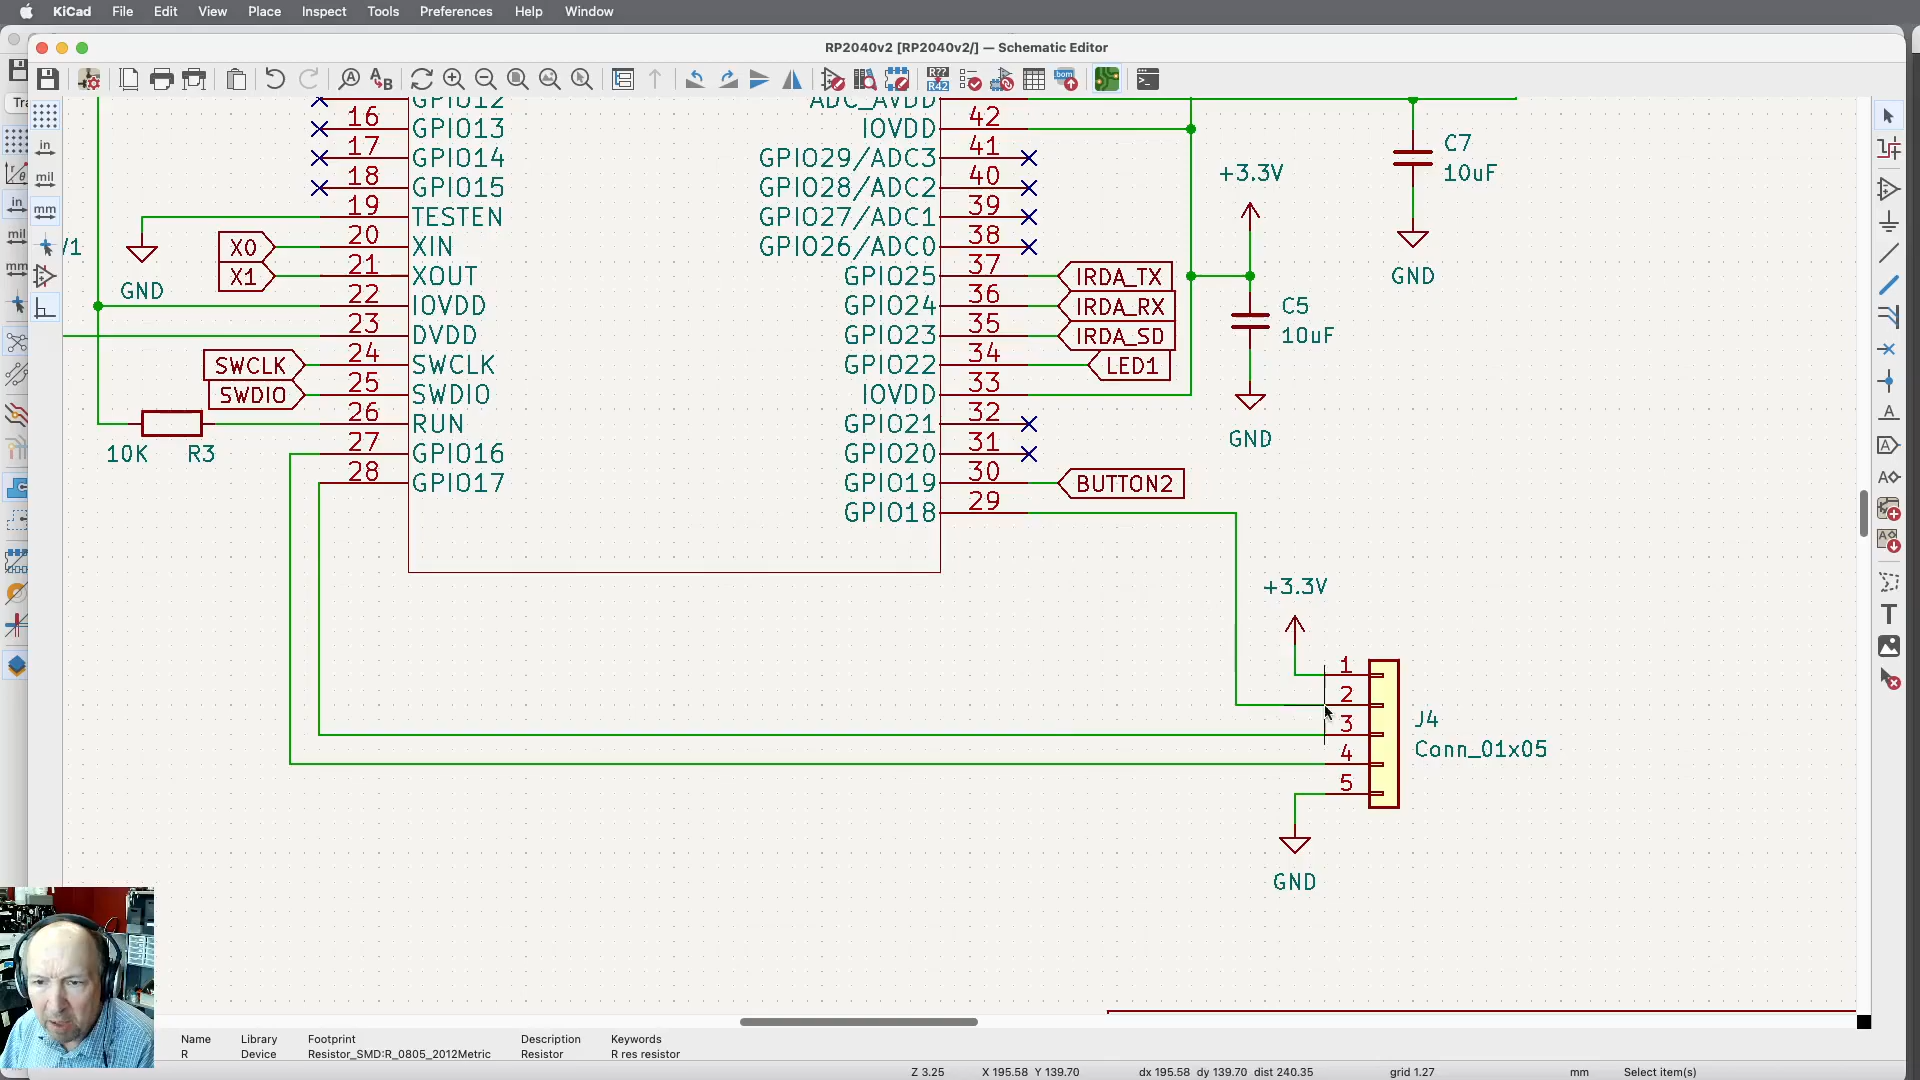 KiCad File Edit View Place Inspect Tools Preferences Help Window
RP2040v2 [RP2040v2/] — Schematic Editor
GPIO12
16 GPIO13
17 GPIO14
18 GPIO15
19 TESTEN
20 XIN
21 XOUT
22 IOVDD
23 DVDD
24 SWCLK
25 SWDIO
26 RUN
27 GPIO16
28 GPIO17
GND
X0
X1
SWCLK
SWDIO
10K R3
ADC_AVDD
42 IOVDD
41 GPIO29/ADC3
40 GPIO28/ADC2
39 GPIO27/ADC1
38 GPIO26/ADC0
37 GPIO25
36 GPIO24
35 GPIO23
34 GPIO22
33 IOVDD
32 GPIO21
31 GPIO20
30 GPIO19
29 GPIO18
IRDA_TX
IRDA_RX
IRDA_SD
LED1
BUTTON2
+3.3V
C5
10uF
GND
C7
10uF
GND
+3.3V
1
2
3
4
5
J4
Conn_01x05
GND
in
mil
mm
in
mil
mm
Name Library Footprint Description Keywords
R Device Resistor_SMD:R_0805_2012Metric Resistor R res resistor
Z 3.25 X 195.58 Y 139.70 dx 195.58 dy 139.70 dist 240.35 grid 1.27 mm Select item(s)